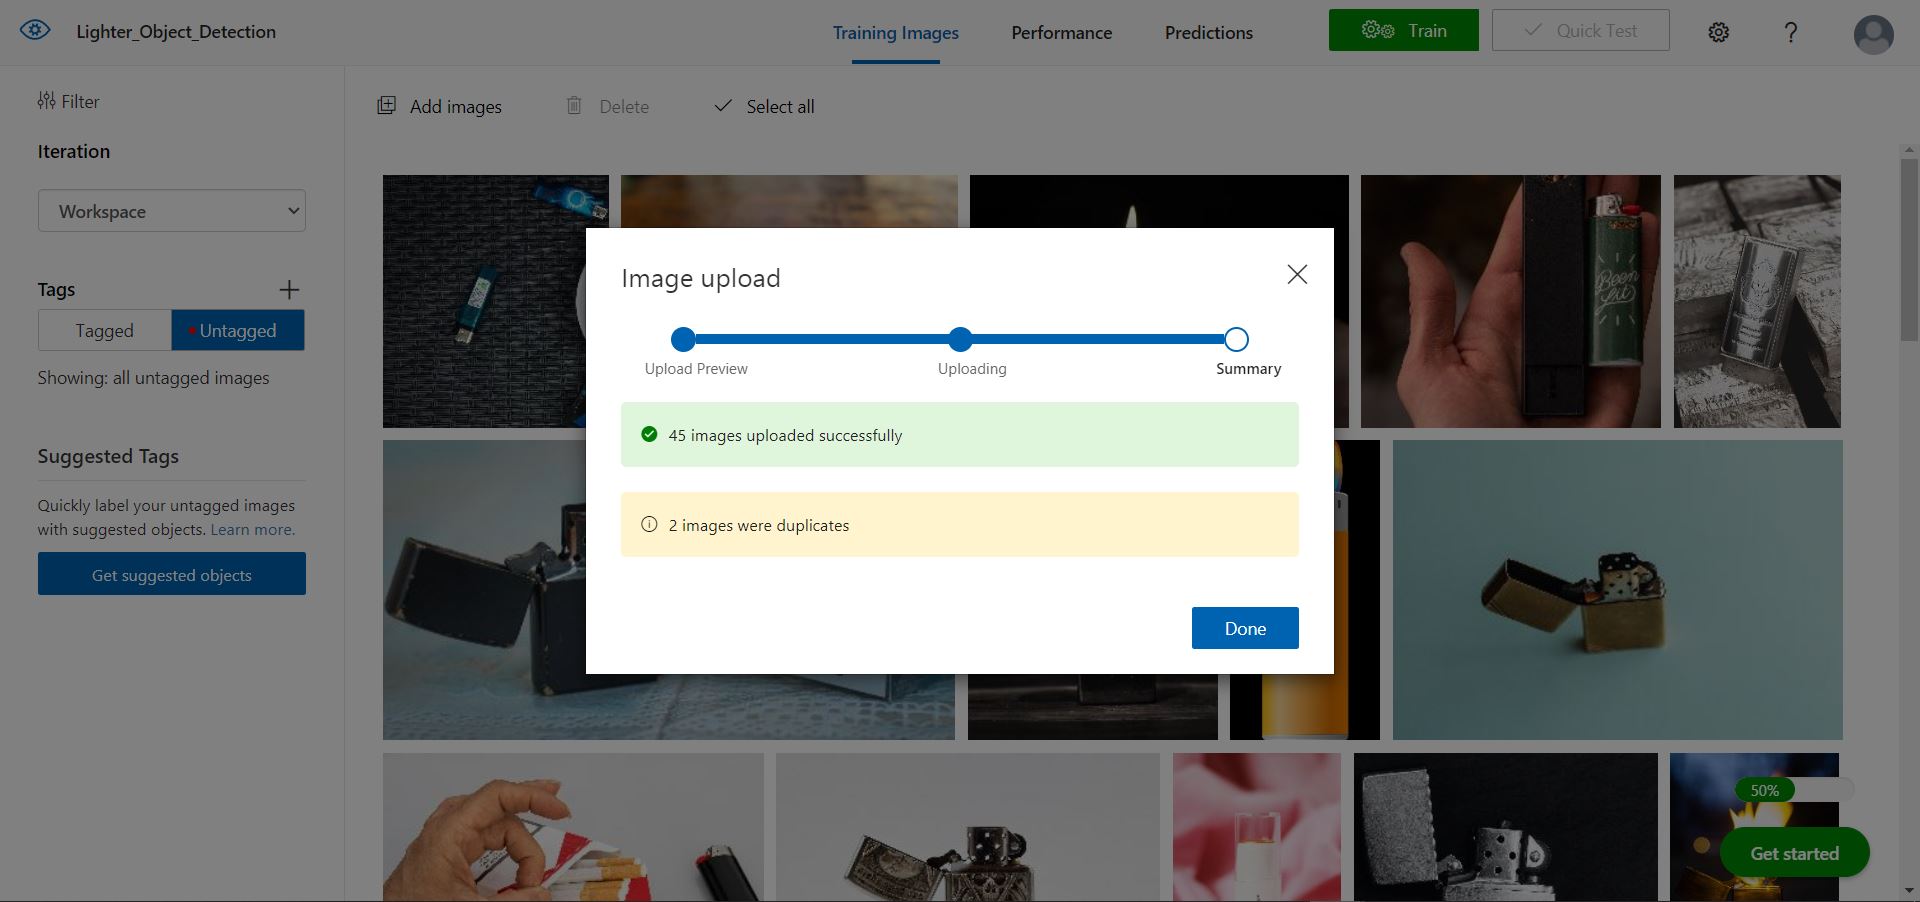 Lighter_Object_Detection
Training Images
Performance
Predictions
Train
Quick Test
?
Filter
Add images
Delete
Select all
Iteration
Workspace
Tags
Tagged
Untagged
Showing: all untagged images
Suggested Tags
Quickly label your untagged images
with suggested objects. Learn more.
Get suggested objects
Image upload
Upload Preview
Uploading
Summary
45 images uploaded successfully
2 images were duplicates
Done
Been
50%
Get started